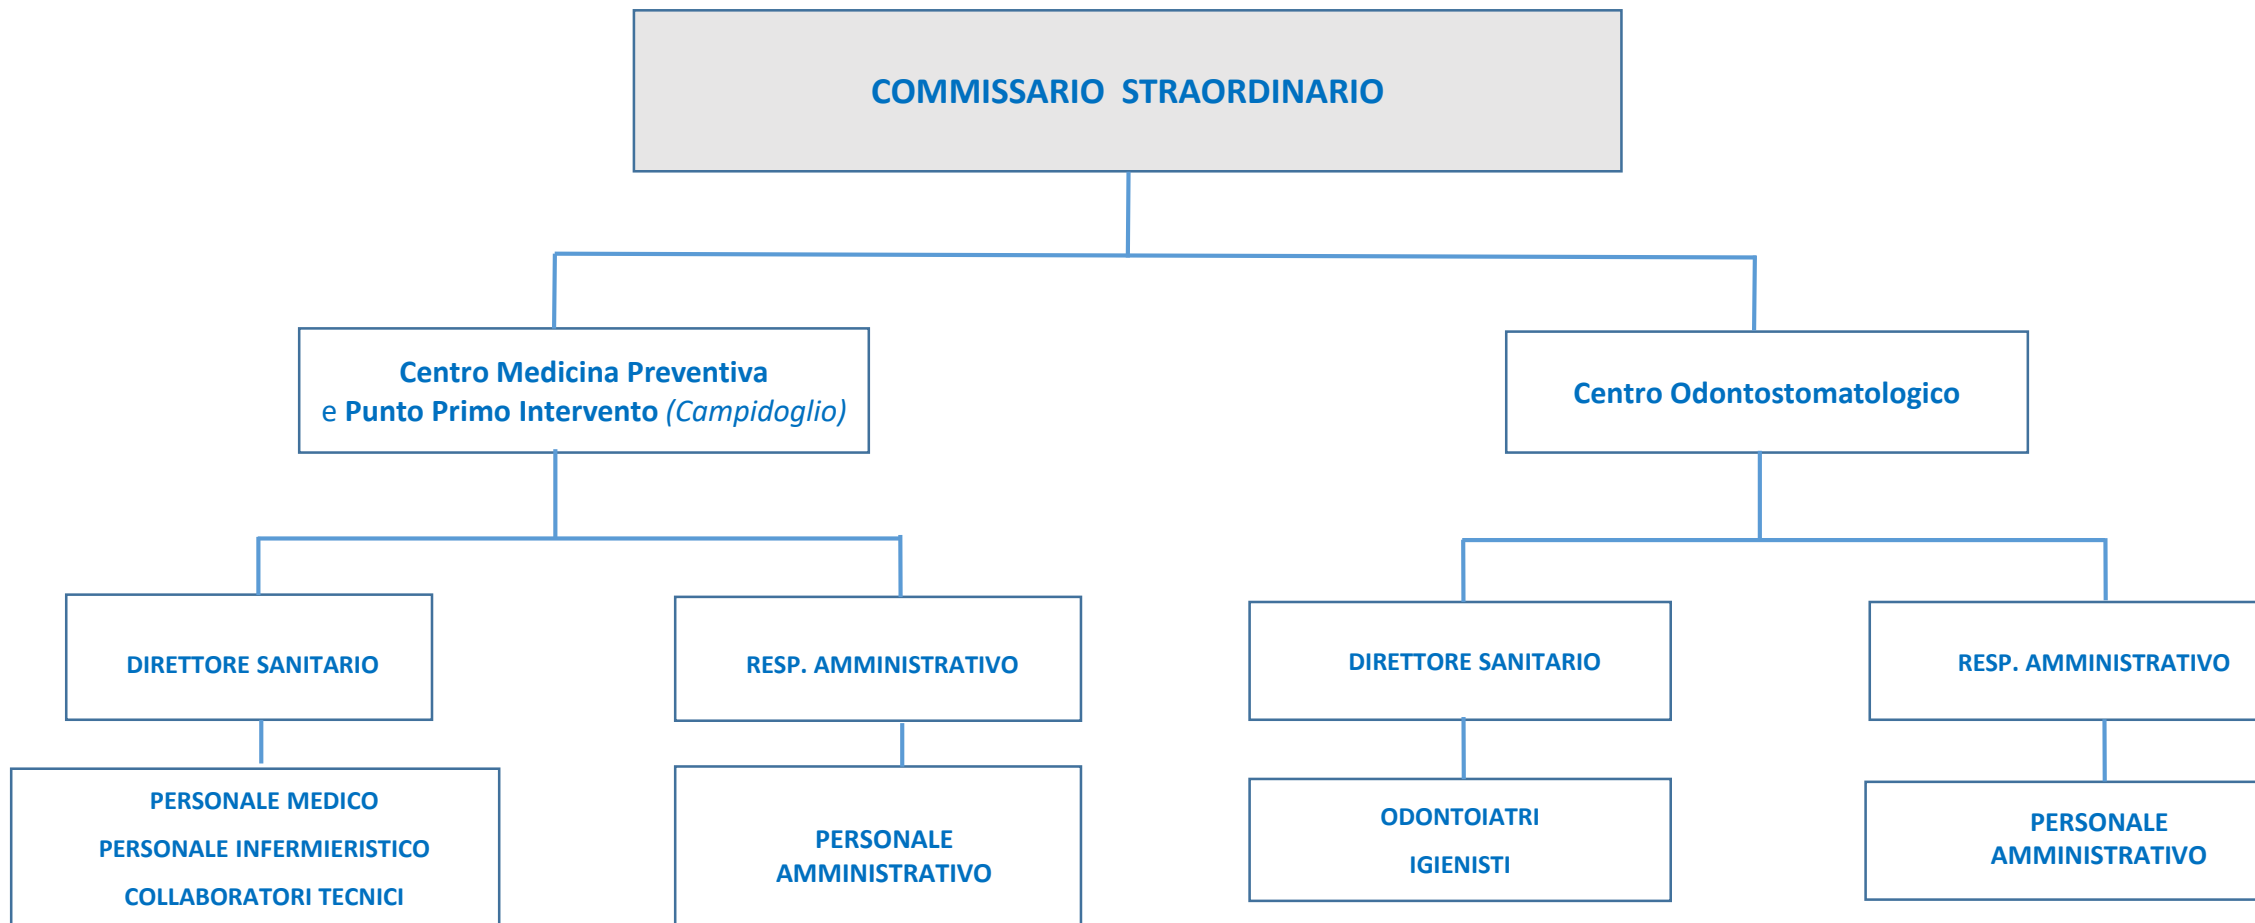 COMMISSARIO STRAORDINARIO
Centro Medicina Preventiva
e Punto Primo Intervento (Campidoglio)
Centro Odontostomatologico
DIRETTORE SANITARIO
RESP. AMMINISTRATIVO
DIRETTORE SANITARIO
RESP. AMMINISTRATIVO
PERSONALE MEDICO
PERSONALE INFERMIERISTICO
COLLABORATORI TECNICI
PERSONALE
AMMINISTRATIVO
ODONTOIATRI
IGIENISTI
PERSONALE
AMMINISTRATIVO